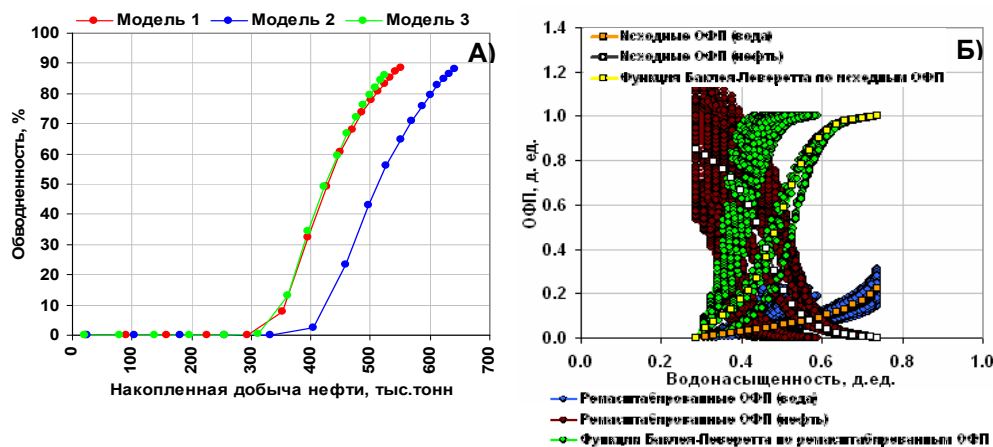 Модель 1 Модель 2 Модель 3
А)
100
90
80
70
60
50
40
30
20
10
0
0 100 200 300 400 500 600 700
Обводненность, %
Накопленная добыча нефти, тыс.тонн
Б)
Исходные ОФП (вода)
Исходные ОФП (нефть)
Функция Баклея-Леверетта по исходным ОФП
1.4
1.2
1.0
0.8
0.6
0.4
0.2
0.0
0.0 0.2 0.4 0.6 0.8 1.0
ОФП, д. ед.
Водонасыщенность, д.ед.
Ремасштабированные ОФП (вода)
Ремасштабированные ОФП (нефть)
Функции Баклея-Леверетта по ремасштабированным ОФП